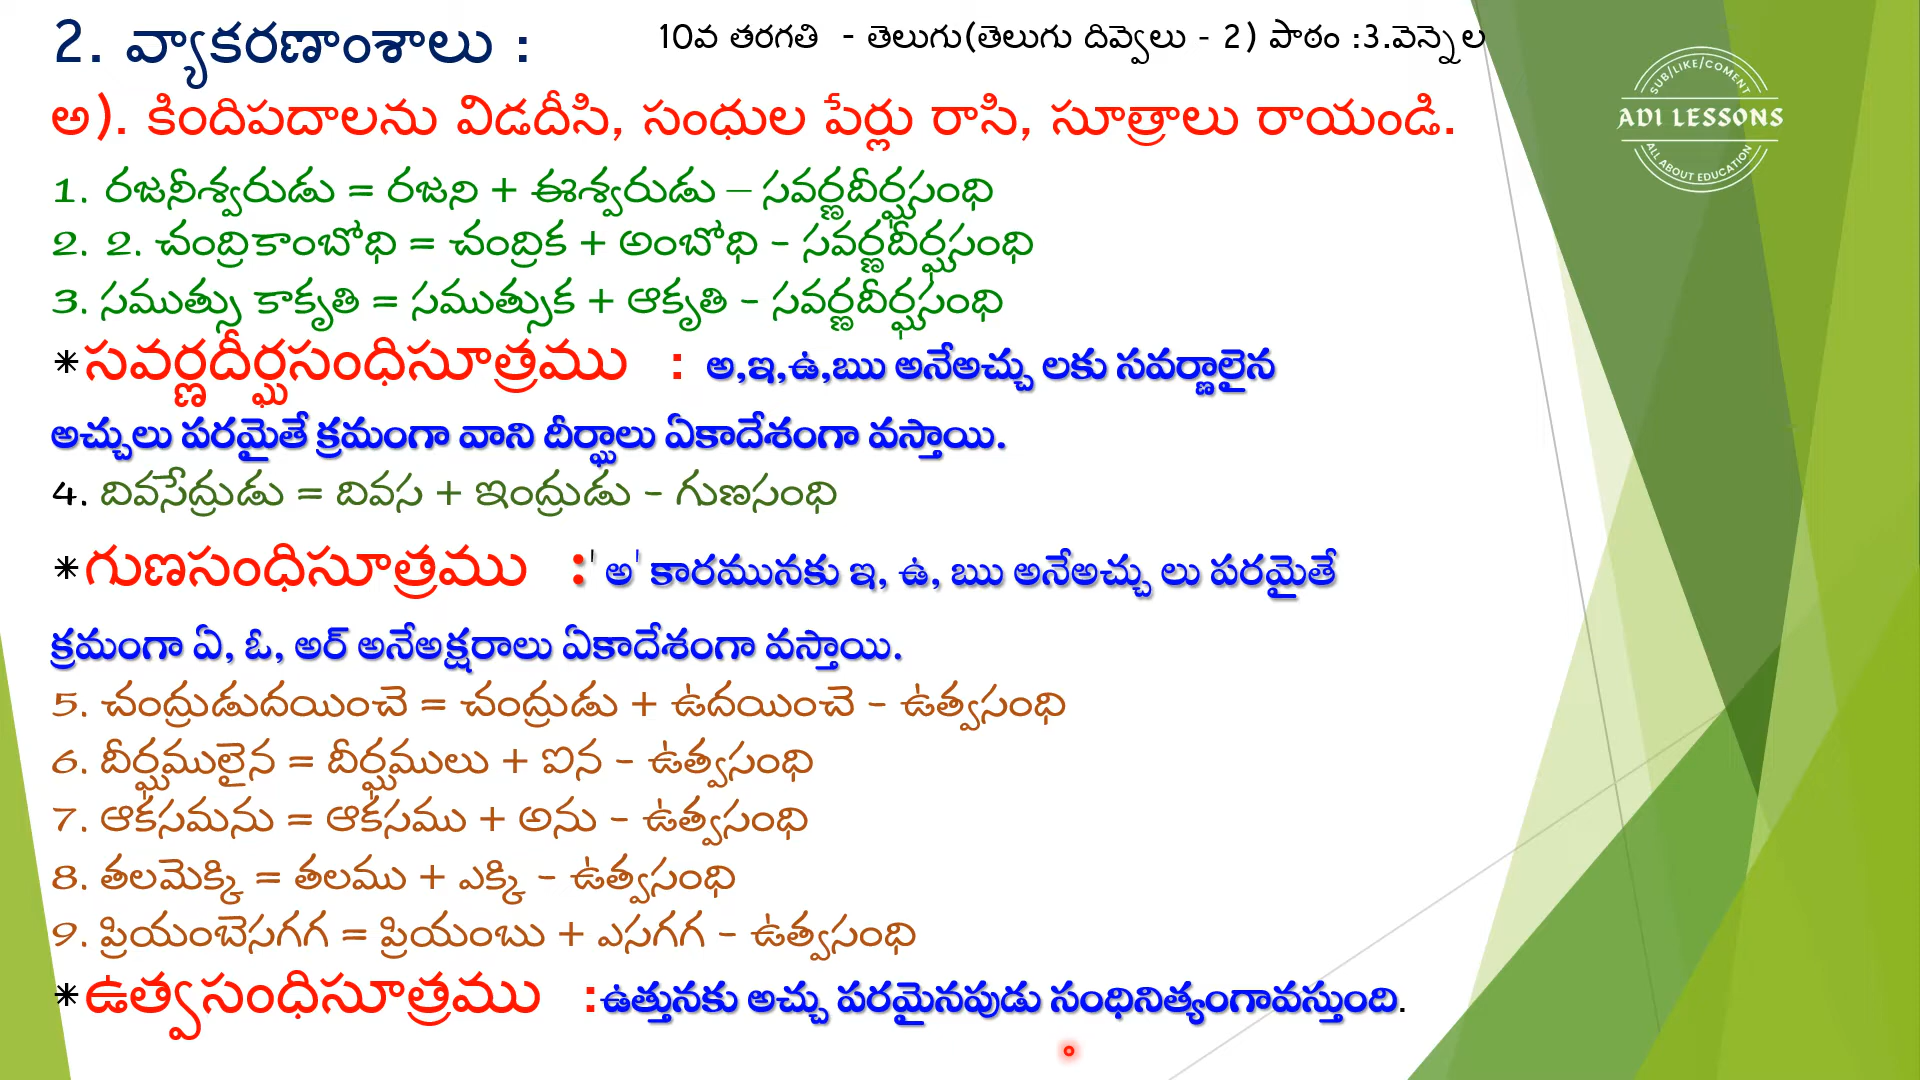 2. వ్యాకరణాంశాలు :
10వ తరగతి - తెలుగు(తెలుగు దివ్వెలు - 2) పాఠం :3.వెన్నెల
SUB/LIKE/COMENT
ADI LESSONS
ALL ABOUT EDUCATION
అ). కిందిపదాలను విడదీసి, సంధుల పేర్లు రాసి, సూత్రాలు రాయండి.
1. రజనీశ్వరుడు = రజని + ఈశ్వరుడు – సవర్ణదీర్ఘసంధి
2. 2. చంద్రికాంబోధి = చంద్రిక + అంబోధి - సవర్ణదీర్ఘసంధి
3. సముత్సు కాకృతి = సముత్సుక + ఆకృతి - సవర్ణదీర్ఘసంధి
*సవర్ణదీర్ఘసంధిసూత్రము : అ,ఇ,ఉ,ఋ అనేఅచ్చు లకు సవర్ణాలైన
అచ్చులు పరమైతే క్రమంగా వాని దీర్ఘాలు ఏకాదేశంగా వస్తాయి.
4. దివసేద్రుడు = దివస + ఇంద్రుడు - గుణసంధి
*గుణసంధిసూత్రము :' అ' కారమునకు ఇ, ఉ, ఋ అనేఅచ్చు లు పరమైతే
క్రమంగా ఏ, ఓ, అర్ అనేఅక్షరాలు ఏకాదేశంగా వస్తాయి.
5. చంద్రుడుదయించె = చంద్రుడు + ఉదయించె - ఉత్వసంధి
6. దీర్ఘములైన = దీర్ఘములు + ఐన - ఉత్వసంధి
7. ఆకసమను = ఆకసము + అను - ఉత్వసంధి
8. తలమెక్కి = తలము + ఎక్కి - ఉత్వసంధి
9. ప్రియంబెసగగ = ప్రియంబు + ఎసగగ - ఉత్వసంధి
*ఉత్వసంధిసూత్రము :ఉత్తునకు అచ్చు పరమైనపుడు సంధినిత్యంగావస్తుంది.